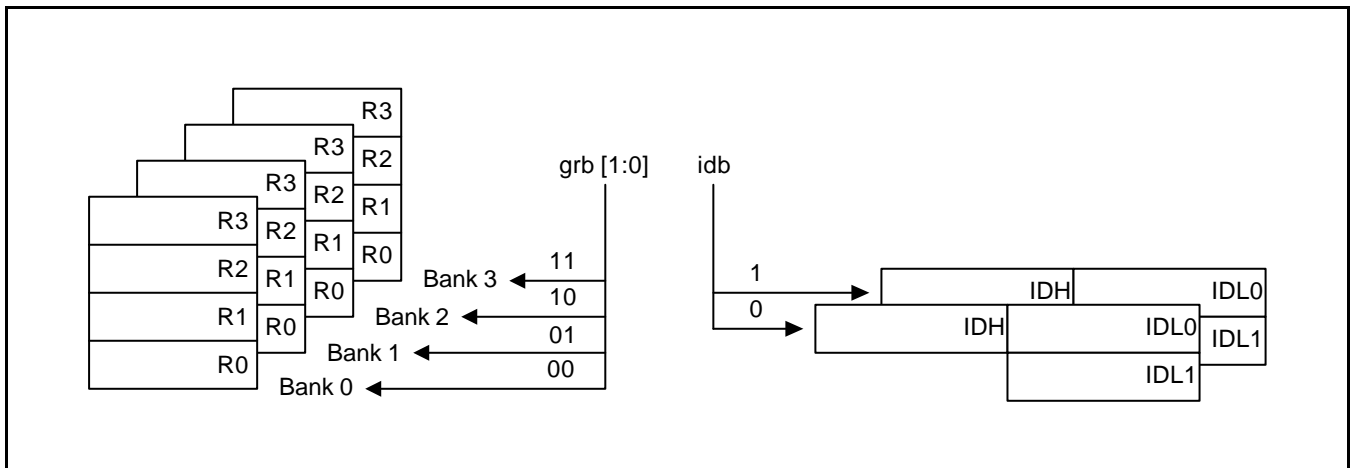 R3
R3
R2
R3
R2
R1
R3
R2
R1
R0
R2
R1
R0
R1
R0
R0
grb [1:0]
idb
Bank 3
11
Bank 2
10
Bank 1
01
Bank 0
00
1
0
IDH
IDL0
IDH
IDL0
IDL1
IDL1